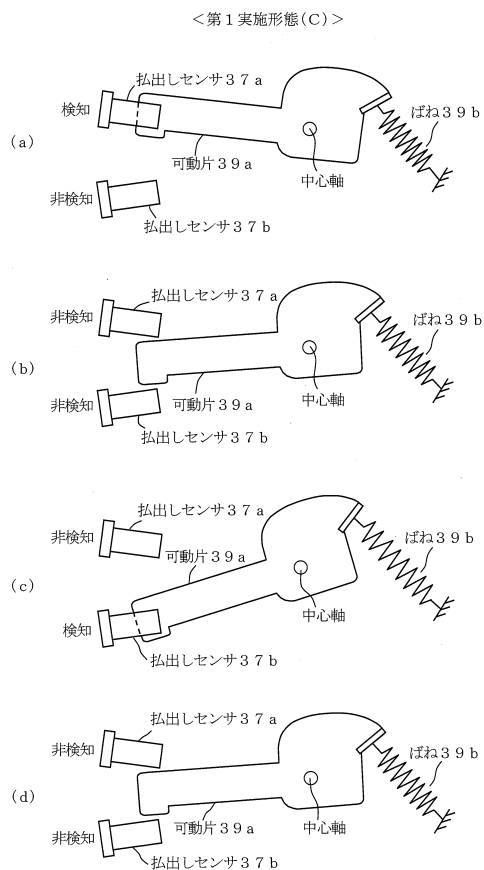 ＜第１実施形態（Ｃ）＞
払出しセンサ３７ａ
検知
ばね３９ｂ
（ａ）
可動片３９ａ
中心軸
非検知
払出しセンサ３７ｂ
払出しセンサ３７ａ
非検知
ばね３９ｂ
（ｂ）
非検知
可動片３９ａ
中心軸
払出しセンサ３７ｂ
払出しセンサ３７ａ
非検知
ばね３９ｂ
可動片３９ａ
（ｃ）
中心軸
検知
払出しセンサ３７ｂ
払出しセンサ３７ａ
非検知
ばね３９ｂ
（ｄ）
可動片３９ａ
中心軸
非検知
払出しセンサ３７ｂ